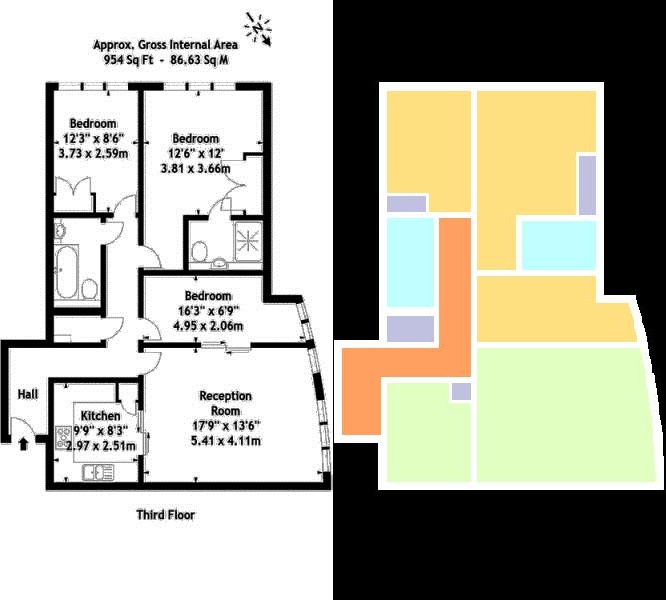 N
Approx. Gross Internal Area
954 Sq Ft - 86.63 Sq M
Bedroom
12'3" x 8'6"
3.73 x 2.59m
Bedroom
12'6" x 12'
3.81 x 3.66m
Bedroom
16'3" x 6'9"
4.95 x 2.06m
Hall
Reception
Room
17'9" x 13'6"
5.41 x 4.11m
Kitchen
9'9" x 8'3"
2.97 x 2.51m
Third Floor